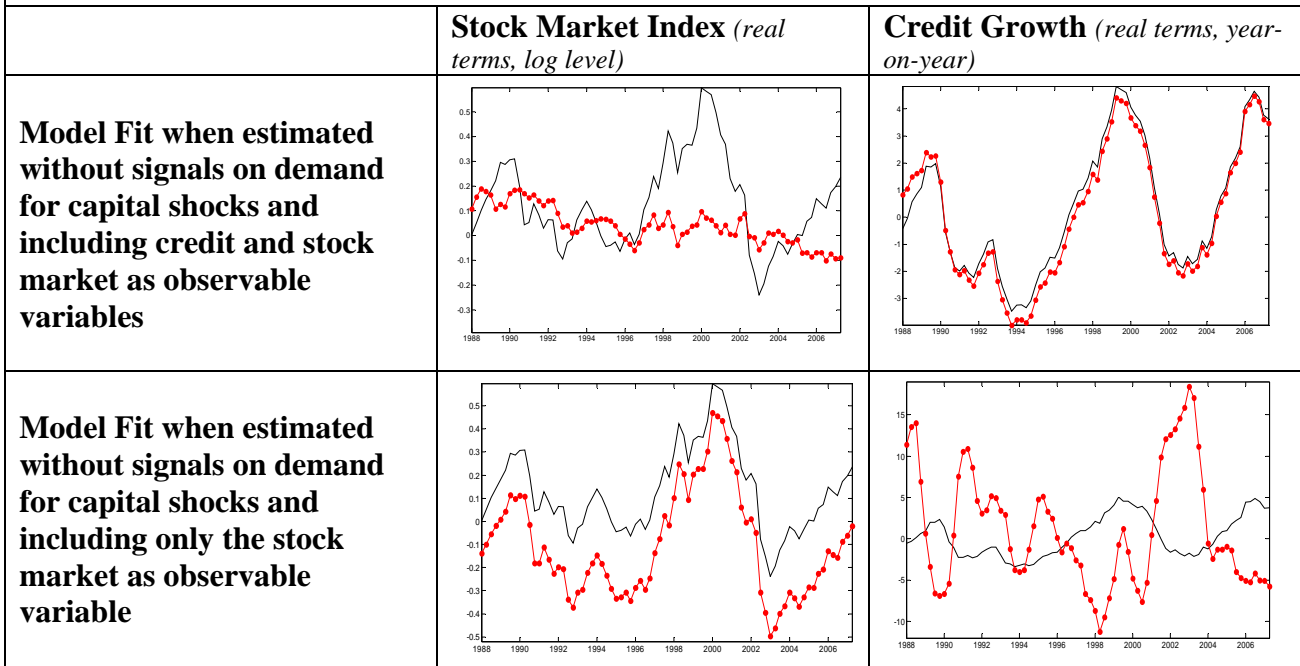 Stock Market Index (real
terms, log level)
Credit Growth (real terms, year-
on-year)
Model Fit when estimated
without signals on demand
for capital shocks and
including credit and stock
market as observable
variables
0.5
0.4
0.3
0.2
0.1
0
-0.1
-0.2
-0.3
1988 1990 1992 1994 1996 1998 2000 2002 2004 2006
4
3
2
1
0
-1
-2
-3
1988 1990 1992 1994 1996 1998 2000 2002 2004 2006
Model Fit when estimated
without signals on demand
for capital shocks and
including only the stock
market as observable
variable
0.5
0.4
0.3
0.2
0.1
0
-0.1
-0.2
-0.3
-0.4
-0.5
1988 1990 1992 1994 1996 1998 2000 2002 2004 2006
15
10
5
0
-5
-10
1988 1990 1992 1994 1996 1998 2000 2002 2004 2006